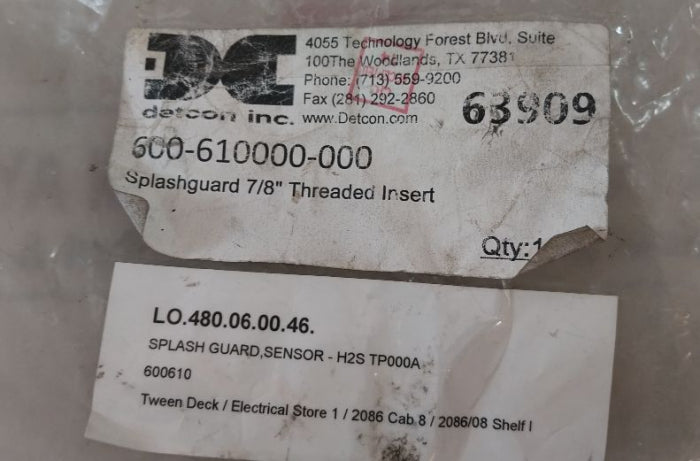 4055 Technology Forest Blvd, Suite
100The Woodlands, TX 77381
Phone: (713) 559-9200
Fax (281) 292-2860
detcon inc. www.Detcon.com
63909
600-610000-000
Splashguard 7/8" Threaded Insert
Qty:1
LO.480.06.00.46.
SPLASH GUARD,SENSOR - H2S TP000A
600610
Tween Deck / Electrical Store 1 / 2086 Cab 8 / 2086/08 Shelf I